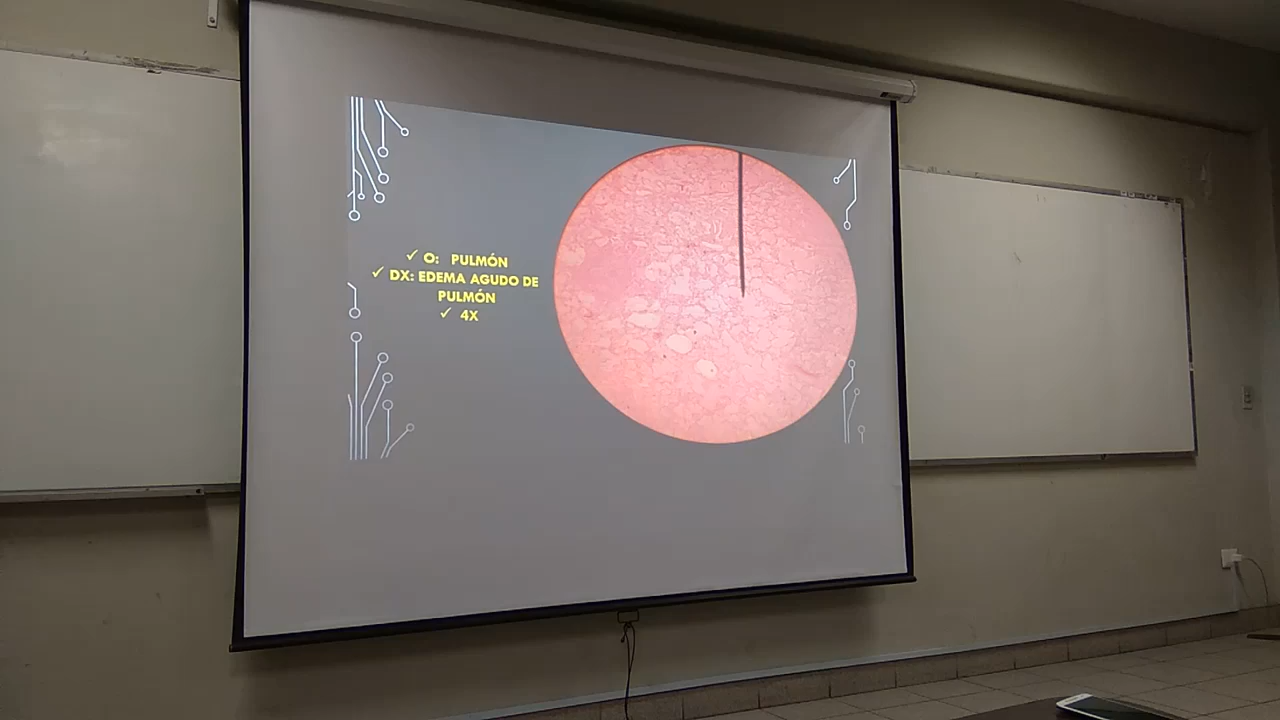 ✓ O: PULMÓN
✓ DX: EDEMA AGUDO DE
PULMÓN
✓ 4X